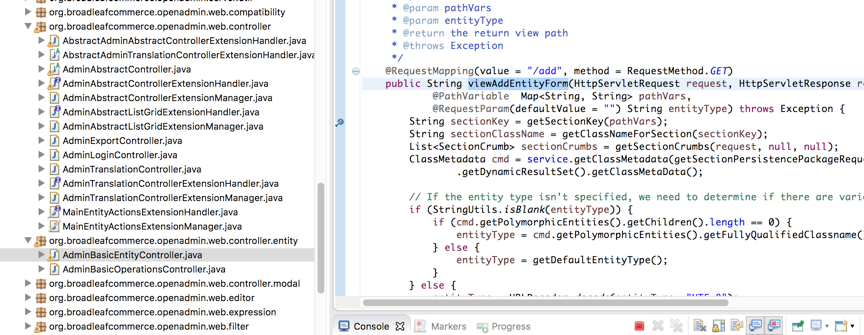 org.broadleafcommerce.openadmin.web.compatibility
org.broadleafcommerce.openadmin.web.controller
AbstractAdminAbstractControllerExtensionHandler.java
AbstractAdminTranslationControllerExtensionHandler.java
AdminAbstractController.java
AdminAbstractControllerExtensionHandler.java
AdminAbstractControllerExtensionManager.java
AdminAbstractListGridExtensionHandler.java
AdminAbstractListGridExtensionManager.java
AdminExportController.java
AdminLoginController.java
AdminTranslationController.java
AdminTranslationControllerExtensionHandler.java
AdminTranslationControllerExtensionManager.java
MainEntityActionsExtensionHandler.java
MainEntityActionsExtensionManager.java
org.broadleafcommerce.openadmin.web.controller.entity
AdminBasicEntityController.java
AdminBasicOperationsController.java
org.broadleafcommerce.openadmin.web.controller.modal
org.broadleafcommerce.openadmin.web.editor
org.broadleafcommerce.openadmin.web.expression
org.broadleafcommerce.openadmin.web.filter
* @param pathVars
* @param entityType
* @return the return view path
* @throws Exception
*/
@RequestMapping(value = "/add", method = RequestMethod.GET)
public String viewAddEntityForm(HttpServletRequest request, HttpServletResponse re
@PathVariable Map<String, String> pathVars,
@RequestParam(defaultValue = "") String entityType) throws Exception {
String sectionKey = getSectionKey(pathVars);
String sectionClassName = getClassNameForSection(sectionKey);
List<SectionCrumb> sectionCrumbs = getSectionCrumbs(request, null, null);
ClassMetadata cmd = service.getClassMetadata(getSectionPersistencePackageReque
.getDynamicResultSet().getClassMetaData();
// If the entity type isn't specified, we need to determine if there are vari
if (StringUtils.isBlank(entityType)) {
if (cmd.getPolymorphicEntities().getChildren().length == 0) {
entityType = cmd.getPolymorphicEntities().getFullyQualifiedClassname()
} else {
entityType = getDefaultEntityType();
}
} else {
Console
Markers
Progress